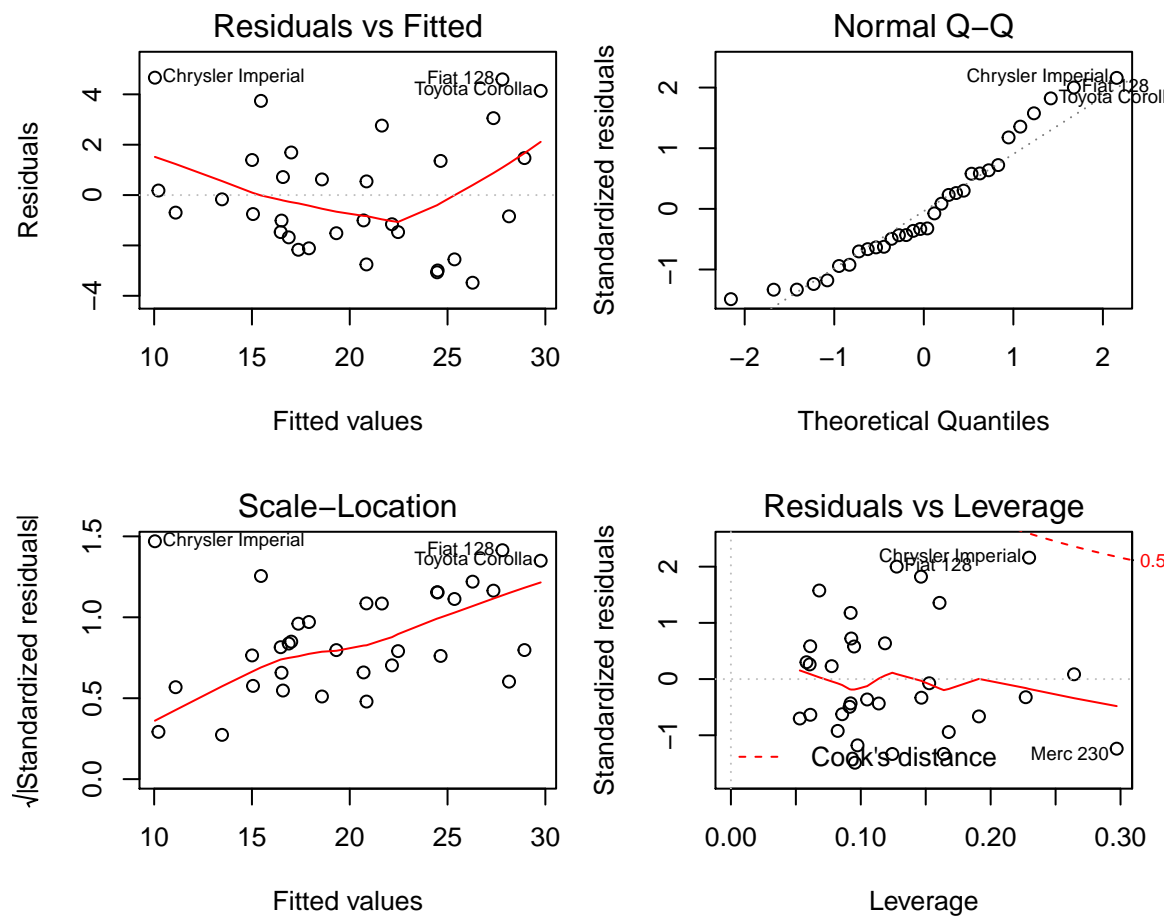 Residuals vs Fitted
Residuals
−4
0
2
4
Chrysler Imperial
Fiat 128
Toyota Corolla
10
15
20
25
30
Fitted values
Normal Q−Q
Standardized residuals
−1
0
1
2
Chrysler Imperial
Fiat 128
Toyota Coroll
−2
−1
0
1
2
Theoretical Quantiles
Scale−Location
√|Standardized residuals|
0.0
0.5
1.0
1.5
Chrysler Imperial
Fiat 128
Toyota Corolla
10
15
20
25
30
Fitted values
Residuals vs Leverage
Standardized residuals
−1
0
1
2
Chrysler Imperial
Fiat 128
0.5
Merc 230
Cook's distance
0.00
0.10
0.20
0.30
Leverage